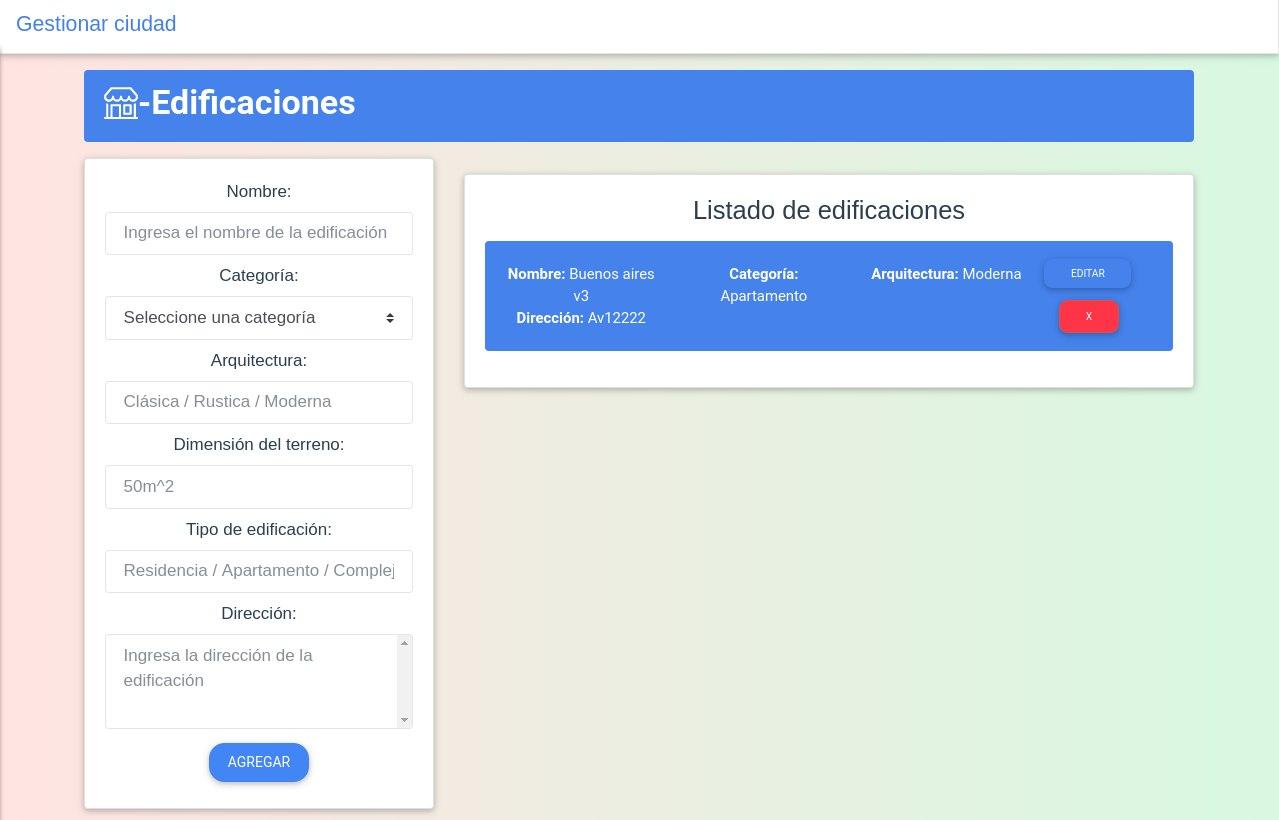 Gestionar ciudad
-Edificaciones
Nombre:
Ingresa el nombre de la edificación
Categoría:
Seleccione una categoría
Arquitectura:
Clásica / Rustica / Moderna
Dimensión del terreno:
50m^2
Tipo de edificación:
Residencia / Apartamento / Complej
Dirección:
Ingresa la dirección de la
edificación
AGREGAR
Listado de edificaciones
Nombre: Buenos aires
v3
Dirección: Av12222
Categoría:
Apartamento
Arquitectura: Moderna
EDITAR
X